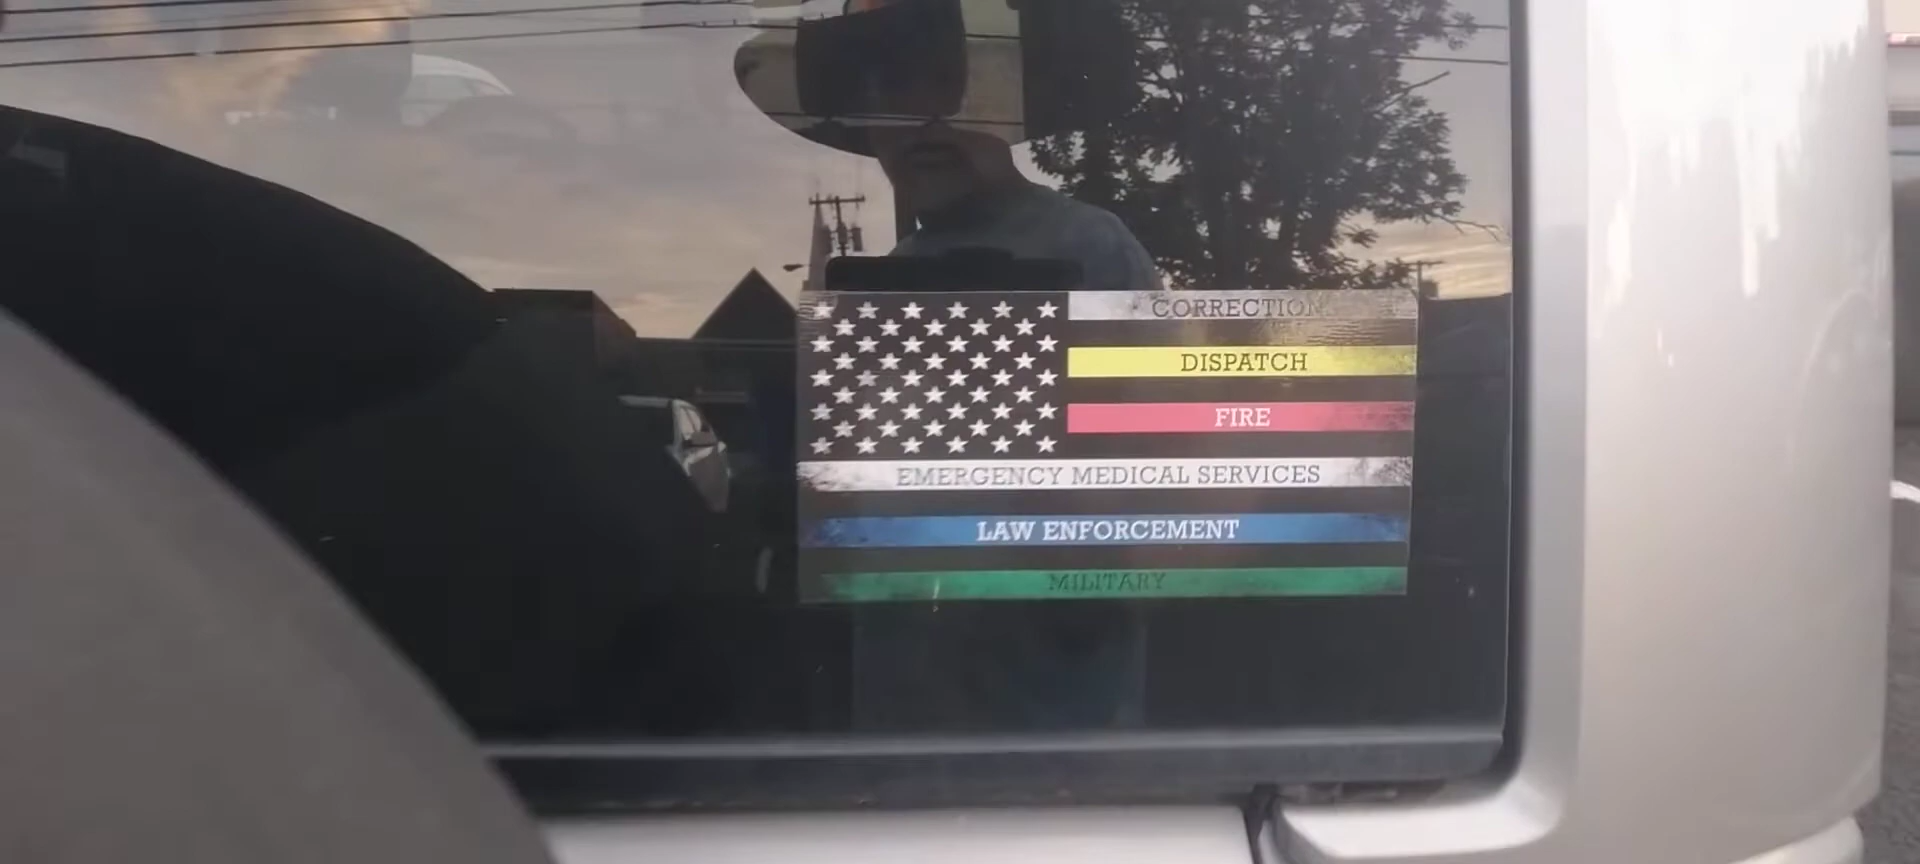 CORRECTION
DISPATCH
FIRE
EMERGENCY MEDICAL SERVICES
LAW ENFORCEMENT
MILITARY